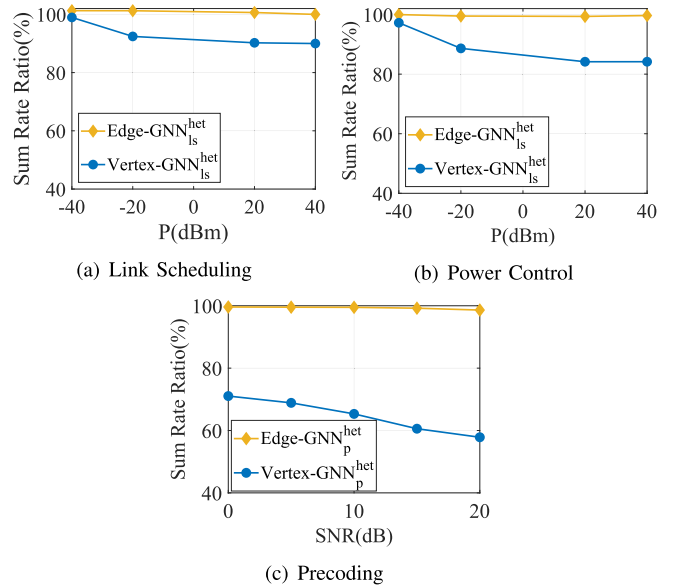 100
80
60
40
Sum Rate Ratio(%)
Edge-GNN^het_ls
Vertex-GNN^het_ls
-40 -20 0 20 40
P(dBm)
(a) Link Scheduling
100
80
60
40
Sum Rate Ratio(%)
Edge-GNN^het_ls
Vertex-GNN^het_ls
-40 -20 0 20 40
P(dBm)
(b) Power Control
100
80
60
40
Sum Rate Ratio(%)
Edge-GNN^het_p
Vertex-GNN^het_p
0 10 20
SNR(dB)
(c) Precoding